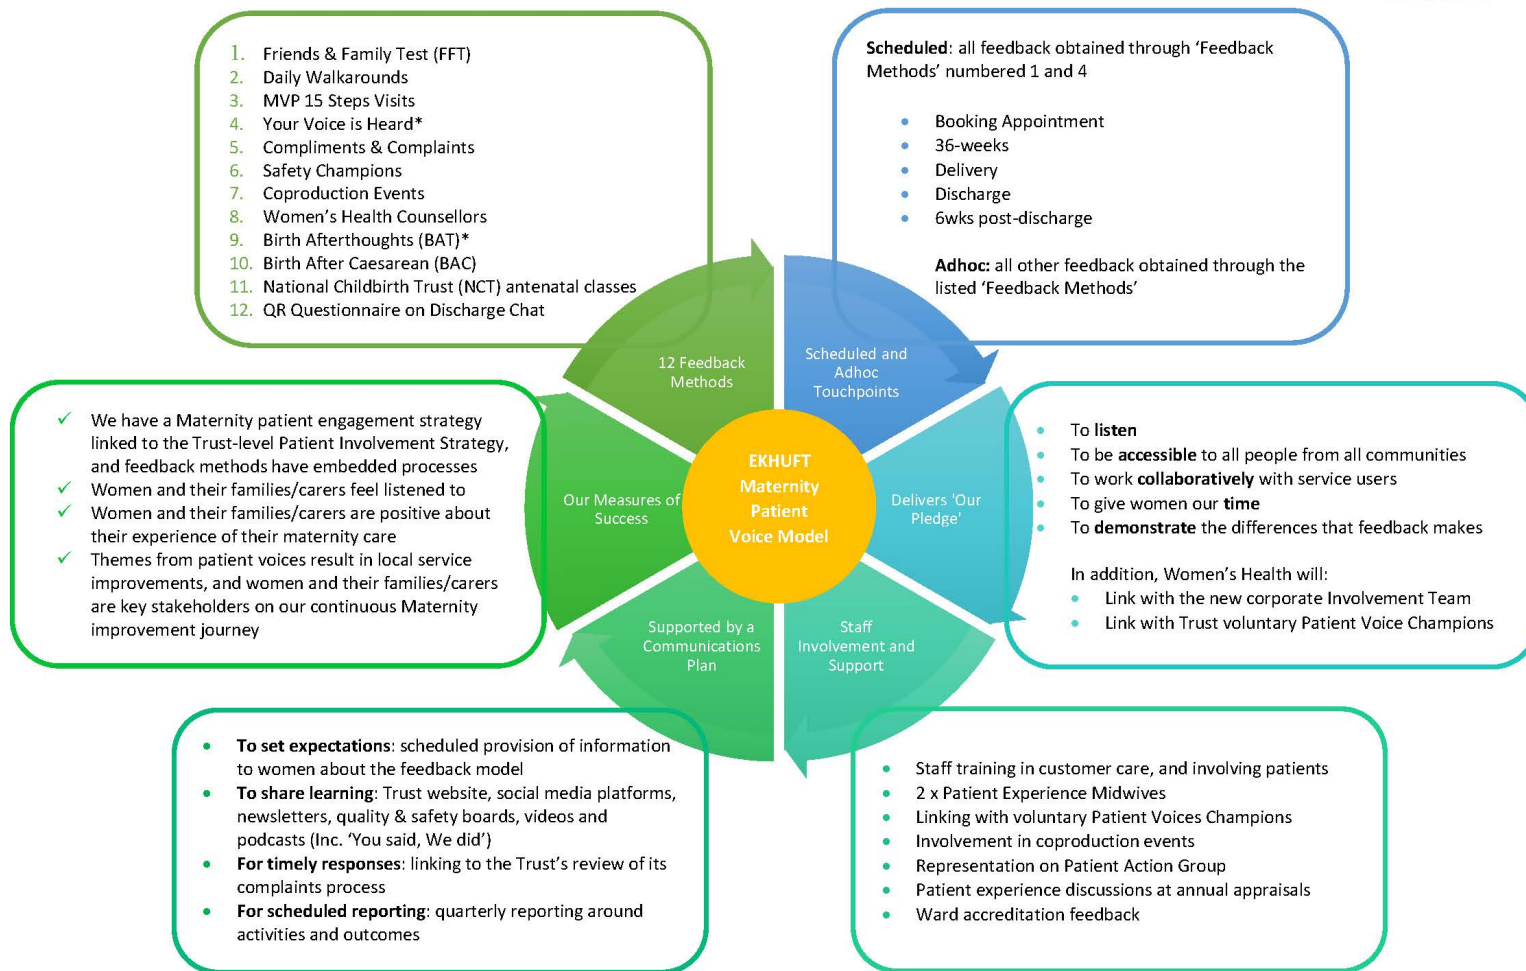 1. Friends & Family Test (FFT)
2. Daily Walkarounds
3. MVP 15 Steps Visits
4. Your Voice is Heard*
5. Compliments & Complaints
6. Safety Champions
7. Coproduction Events
8. Women's Health Counsellors
9. Birth Afterthoughts (BAT)*
10. Birth After Caesarean (BAC)
11. National Childbirth Trust (NCT) antenatal classes
12. QR Questionnaire on Discharge Chat
Scheduled: all feedback obtained through 'Feedback
Methods' numbered 1 and 4
• Booking Appointment
• 36-weeks
• Delivery
• Discharge
• 6wks post-discharge
Adhoc: all other feedback obtained through the
listed 'Feedback Methods'
12 Feedback
Methods
Scheduled and
Adhoc
Touchpoints
✓ We have a Maternity patient engagement strategy
linked to the Trust-level Patient Involvement Strategy,
and feedback methods have embedded processes
✓ Women and their families/carers feel listened to
✓ Women and their families/carers are positive about
their experience of their maternity care
✓ Themes from patient voices result in local service
improvements, and women and their families/carers
are key stakeholders on our continuous Maternity
improvement journey
Our Measures of
Success
EKHUFT
Maternity
Patient
Voice Model
Delivers 'Our
Pledge'
• To listen
• To be accessible to all people from all communities
• To work collaboratively with service users
• To give women our time
• To demonstrate the differences that feedback makes
In addition, Women's Health will:
• Link with the new corporate Involvement Team
• Link with Trust voluntary Patient Voice Champions
Supported by a
Communications
Plan
Staff
Involvement and
Support
• To set expectations: scheduled provision of information
to women about the feedback model
• To share learning: Trust website, social media platforms,
newsletters, quality & safety boards, videos and
podcasts (Inc. 'You said, We did')
• For timely responses: linking to the Trust's review of its
complaints process
• For scheduled reporting: quarterly reporting around
activities and outcomes
• Staff training in customer care, and involving patients
• 2 x Patient Experience Midwives
• Linking with voluntary Patient Voices Champions
• Involvement in coproduction events
• Representation on Patient Action Group
• Patient experience discussions at annual appraisals
• Ward accreditation feedback